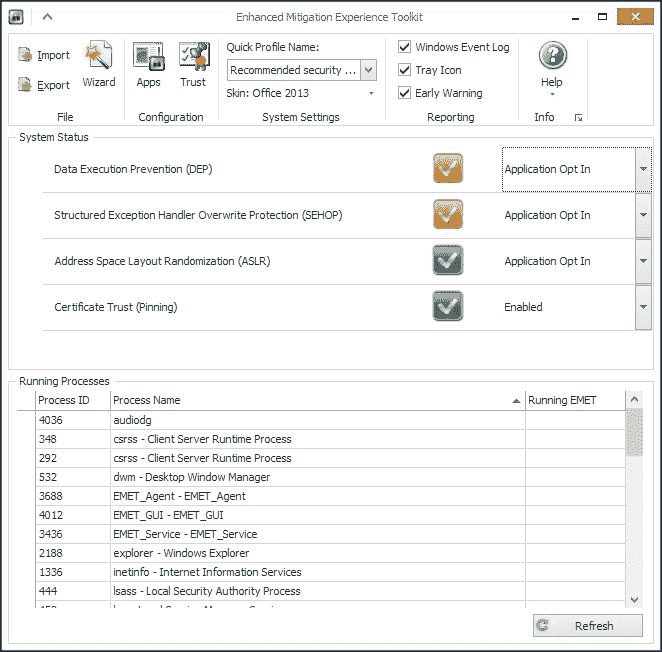 Enhanced Mitigation Experience Toolkit
Import
Export
Wizard
File
Apps
Trust
Configuration
Quick Profile Name:
Recommended security ...
Skin: Office 2013
System Settings
Windows Event Log
Tray Icon
Early Warning
Reporting
Help
Info
System Status
Data Execution Prevention (DEP) Application Opt In
Structured Exception Handler Overwrite Protection (SEHOP) Application Opt In
Address Space Layout Randomization (ASLR) Application Opt In
Certificate Trust (Pinning) Enabled
Running Processes
Process ID Process Name Running EMET
4036 audiodg
348 csrss - Client Server Runtime Process
292 csrss - Client Server Runtime Process
532 dwm - Desktop Window Manager
3688 EMET_Agent - EMET_Agent
4012 EMET_GUI - EMET_GUI
3436 EMET_Service - EMET_Service
2188 explorer - Windows Explorer
1336 inetinfo - Internet Information Services
444 lsass - Local Security Authority Process
Refresh